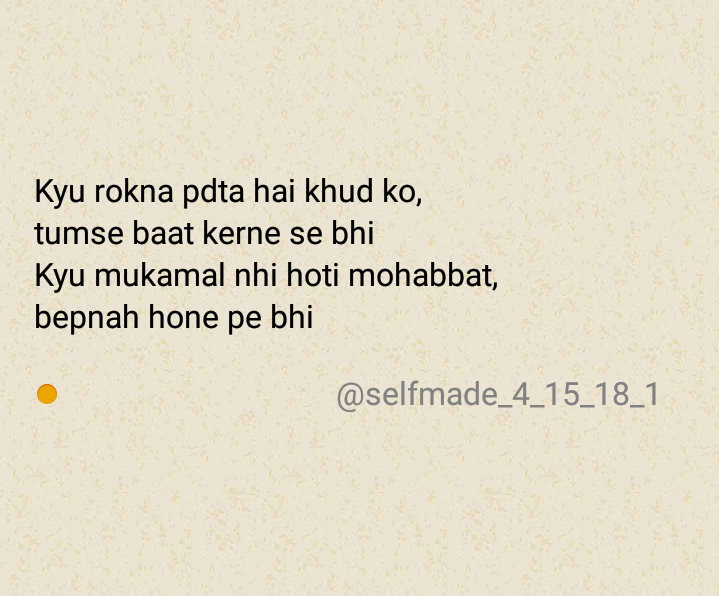 Kyu rokna pdta hai khud ko,
tumse baat kerne se bhi
Kyu mukamal nhi hoti mohabbat,
bepnah hone pe bhi
@selfmade_4_15_18_1